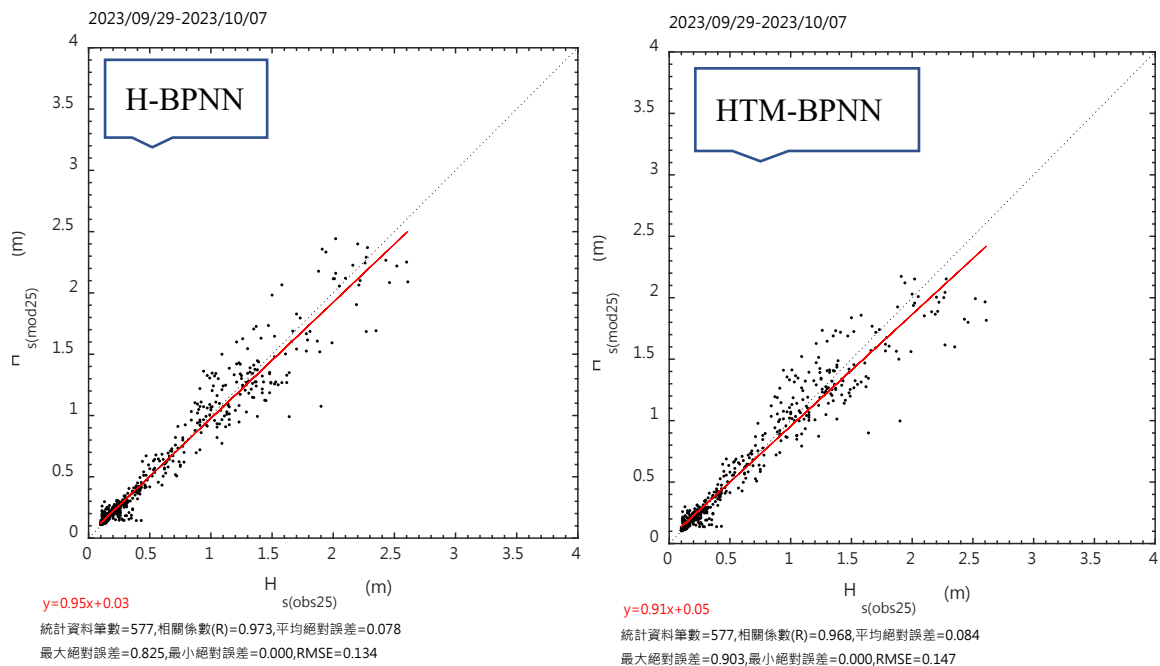 2023/09/29-2023/10/07
H-BPNN
4
3.5
3
2.5
2
1.5
1
0.5
0
(m)
s(mod25)
0 0.5 1 1.5 2 2.5 3 3.5 4
H (m)
s(obs25)
y=0.95x+0.03
統計資料筆數=577,相關係數(R)=0.973,平均絕對誤差=0.078
最大絕對誤差=0.825,最小絕對誤差=0.000,RMSE=0.134
2023/09/29-2023/10/07
HTM-BPNN
4
3.5
3
2.5
2
1.5
1
0.5
0
(m)
s(mod25)
0 0.5 1 1.5 2 2.5 3 3.5 4
H (m)
s(obs25)
y=0.91x+0.05
統計資料筆數=577,相關係數(R)=0.968,平均絕對誤差=0.084
最大絕對誤差=0.903,最小絕對誤差=0.000,RMSE=0.147